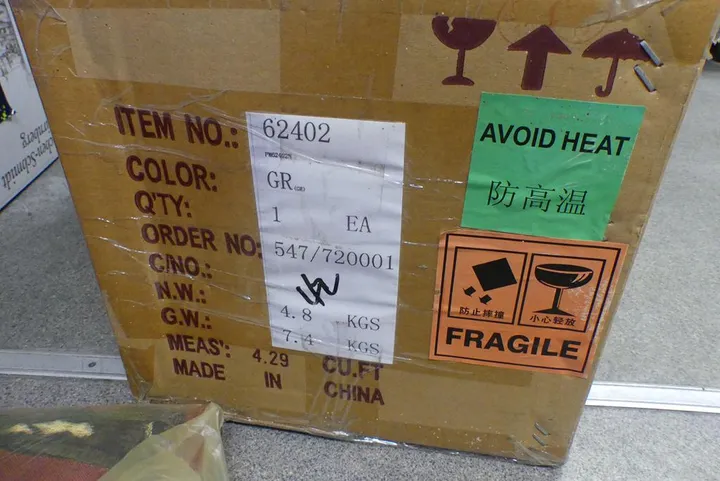 ITEM NO.: 62402
COLOR: GR
Q'TY: 1 EA
ORDER NO: 547/720001
C/NO.:
N.W.: 4.8 KGS
G.W.: 7.4 KGS
MEAS': 4.29 CU.FT
MADE IN CHINA
AVOID HEAT
防高温
防止摔撞
小心轻放
FRAGILE